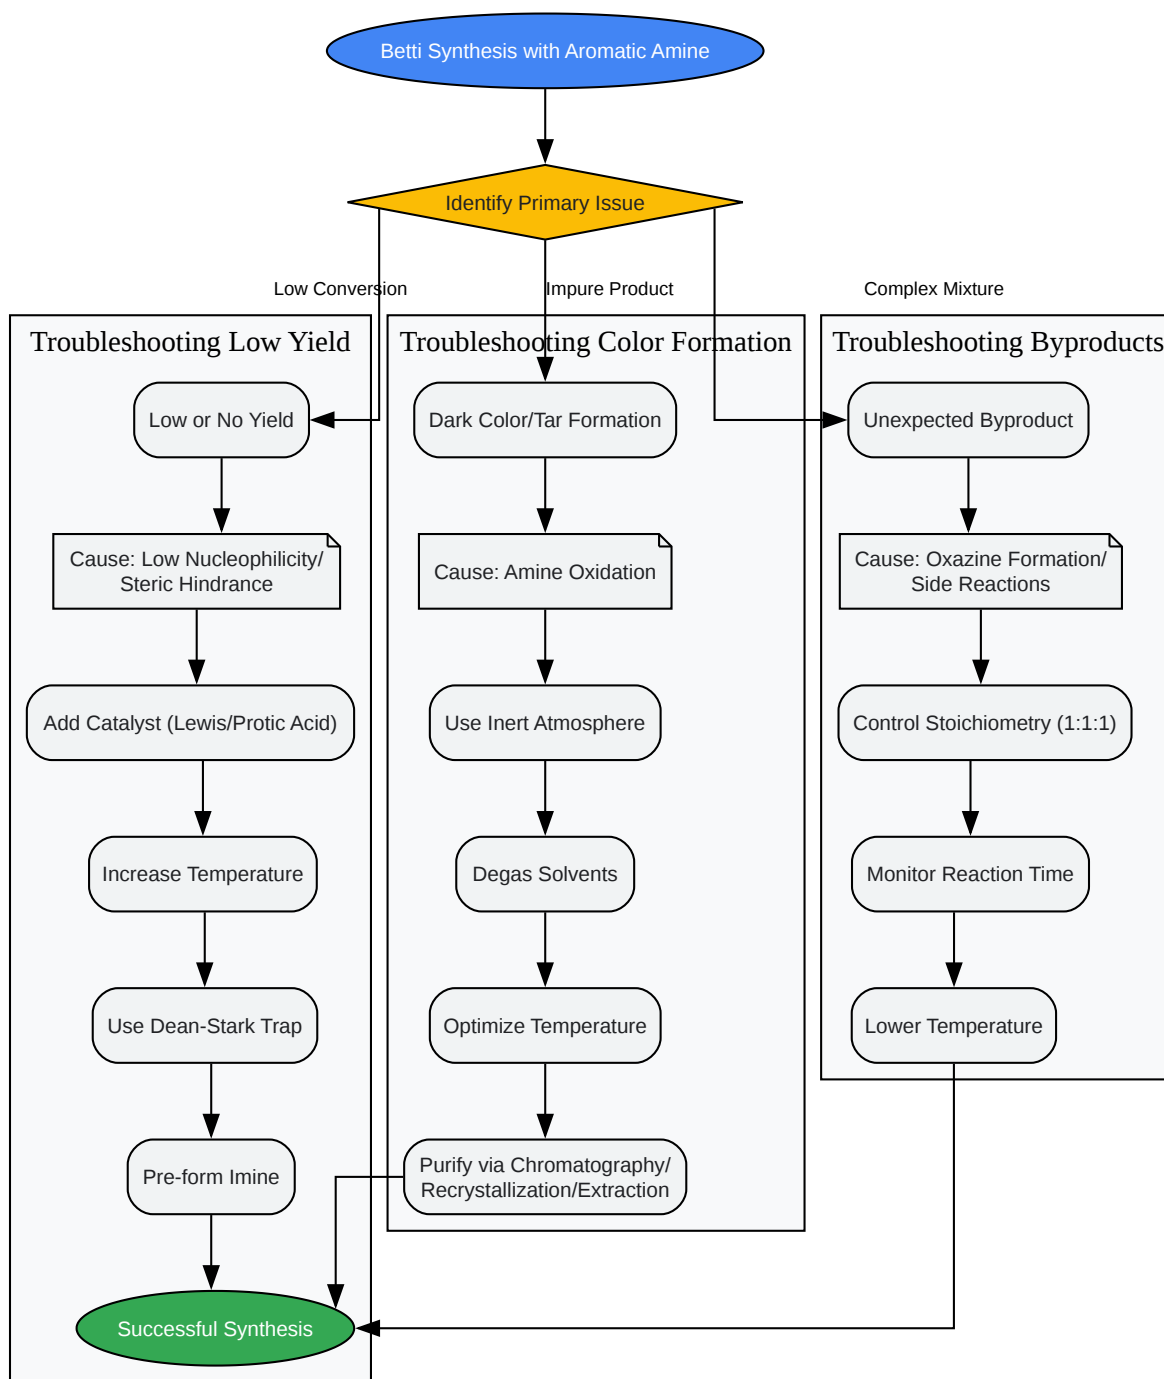 Betti Synthesis with Aromatic Amine
Identify Primary Issue
Low Conversion
Impure Product
Complex Mixture
Troubleshooting Low Yield
Low or No Yield
Cause: Low Nucleophilicity/
Steric Hindrance
Add Catalyst (Lewis/Protic Acid)
Increase Temperature
Use Dean-Stark Trap
Pre-form Imine
Successful Synthesis
Troubleshooting Color Formation
Dark Color/Tar Formation
Cause: Amine Oxidation
Use Inert Atmosphere
Degas Solvents
Optimize Temperature
Purify via Chromatography/
Recrystallization/Extraction
Troubleshooting Byproducts
Unexpected Byproduct
Cause: Oxazine Formation/
Side Reactions
Control Stoichiometry (1:1:1)
Monitor Reaction Time
Lower Temperature